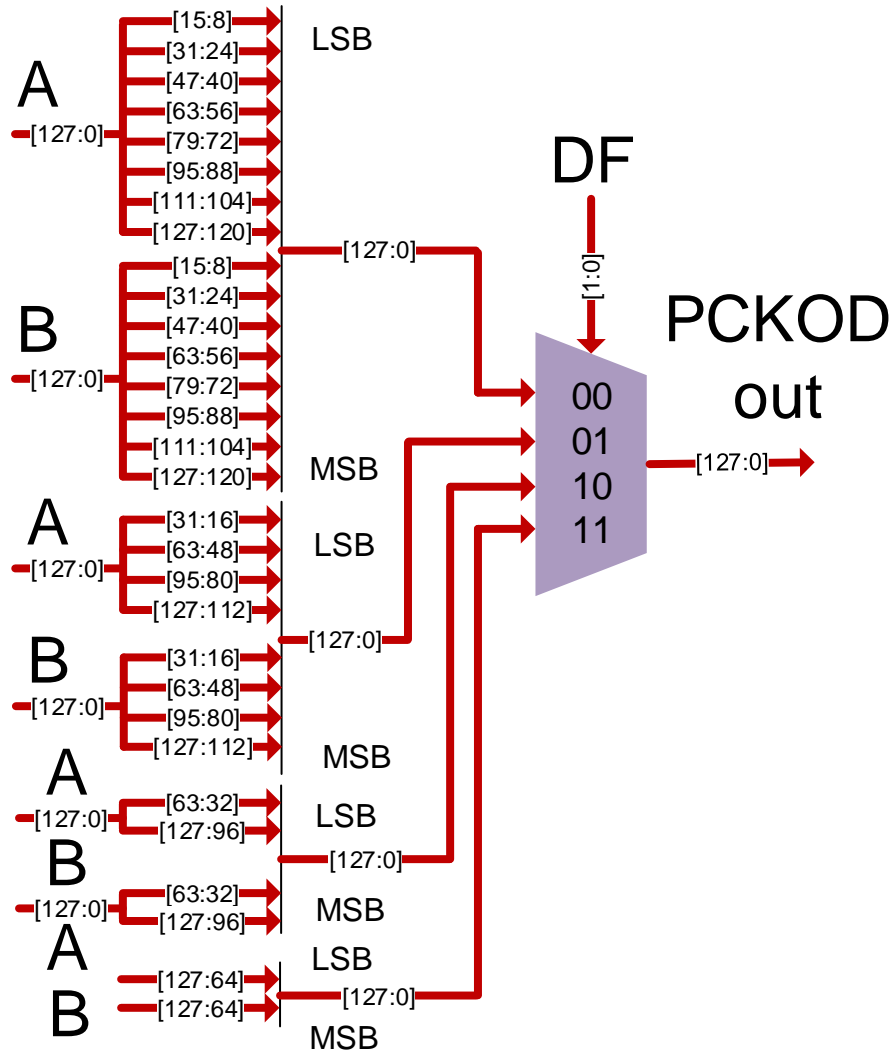 A
[127:0]
[15:8]
[31:24]
[47:40]
[63:56]
[79:72]
[95:88]
[111:104]
[127:120]
LSB
B
[127:0]
[15:8]
[31:24]
[47:40]
[63:56]
[79:72]
[95:88]
[111:104]
[127:120]
MSB
[127:0]
A
[127:0]
[31:16]
[63:48]
[95:80]
[127:112]
LSB
B
[127:0]
[31:16]
[63:48]
[95:80]
[127:112]
MSB
[127:0]
A
[127:0]
[63:32]
[127:96]
LSB
B
[127:0]
[63:32]
[127:96]
MSB
[127:0]
A
[127:64]
LSB
B
[127:64]
MSB
[127:0]
DF
[1:0]
00
01
10
11
PCKOD
out
[127:0]